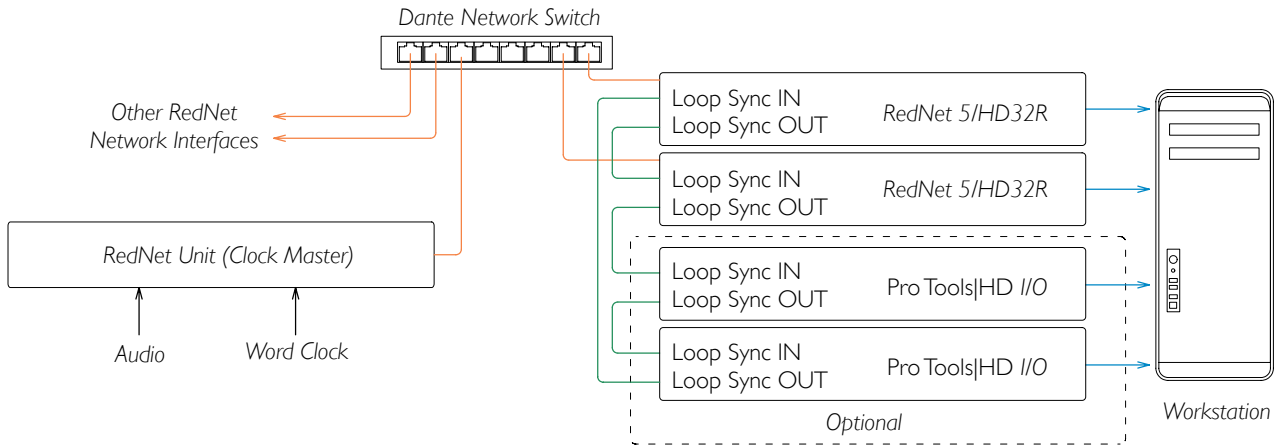 Dante Network Switch
Other RedNet
Network Interfaces
RedNet Unit (Clock Master)
Audio
Word Clock
Loop Sync IN
Loop Sync OUT
RedNet 5/HD32R
Loop Sync IN
Loop Sync OUT
RedNet 5/HD32R
Loop Sync IN
Loop Sync OUT
Pro Tools|HD I/O
Loop Sync IN
Loop Sync OUT
Pro Tools|HD I/O
Optional
Workstation